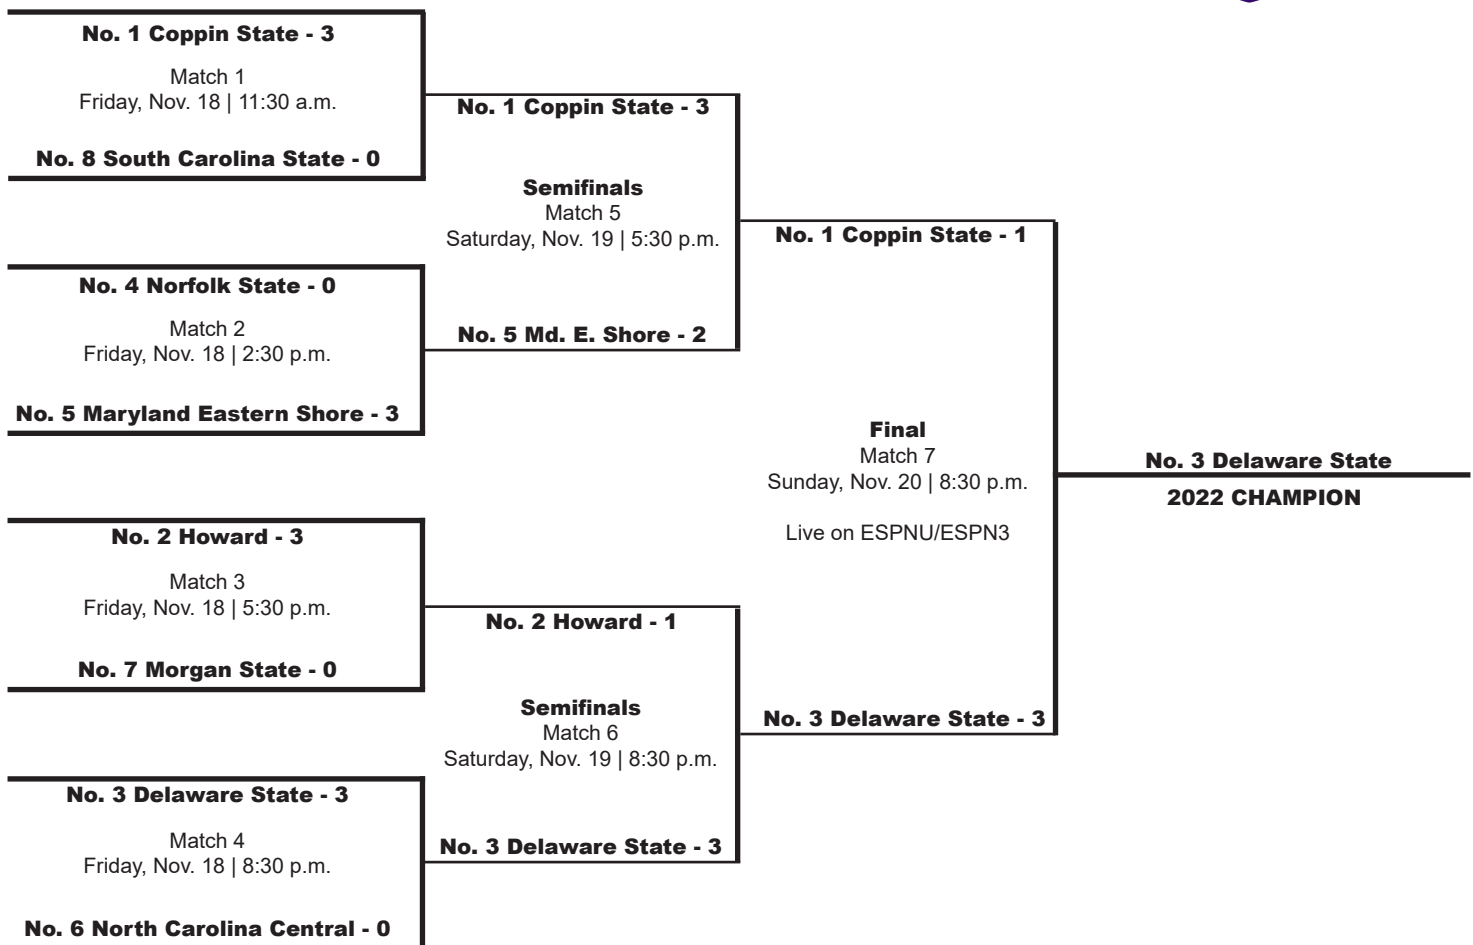 No. 1 Coppin State - 3
Match 1
Friday, Nov. 18 | 11:30 a.m.
No. 8 South Carolina State - 0
No. 4 Norfolk State - 0
Match 2
Friday, Nov. 18 | 2:30 p.m.
No. 5 Maryland Eastern Shore - 3
No. 2 Howard - 3
Match 3
Friday, Nov. 18 | 5:30 p.m.
No. 7 Morgan State - 0
No. 3 Delaware State - 3
Match 4
Friday, Nov. 18 | 8:30 p.m.
No. 6 North Carolina Central - 0
No. 1 Coppin State - 3
Semifinals
Match 5
Saturday, Nov. 19 | 5:30 p.m.
No. 5 Md. E. Shore - 2
No. 2 Howard - 1
Semifinals
Match 6
Saturday, Nov. 19 | 8:30 p.m.
No. 3 Delaware State - 3
No. 1 Coppin State - 1
Final
Match 7
Sunday, Nov. 20 | 8:30 p.m.
Live on ESPNU/ESPN3
No. 3 Delaware State - 3
No. 3 Delaware State
2022 CHAMPION